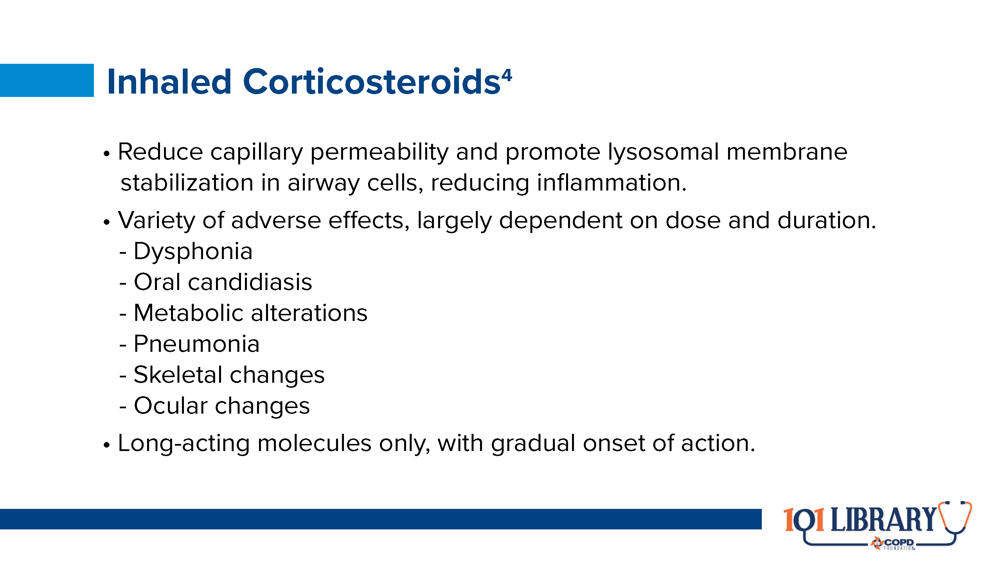 Inhaled Corticosteroids⁴
• Reduce capillary permeability and promote lysosomal membrane
stabilization in airway cells, reducing inflammation.
• Variety of adverse effects, largely dependent on dose and duration.
- Dysphonia
- Oral candidiasis
- Metabolic alterations
- Pneumonia
- Skeletal changes
- Ocular changes
• Long-acting molecules only, with gradual onset of action.
101 LIBRARY
COPD
FOUNDATION®